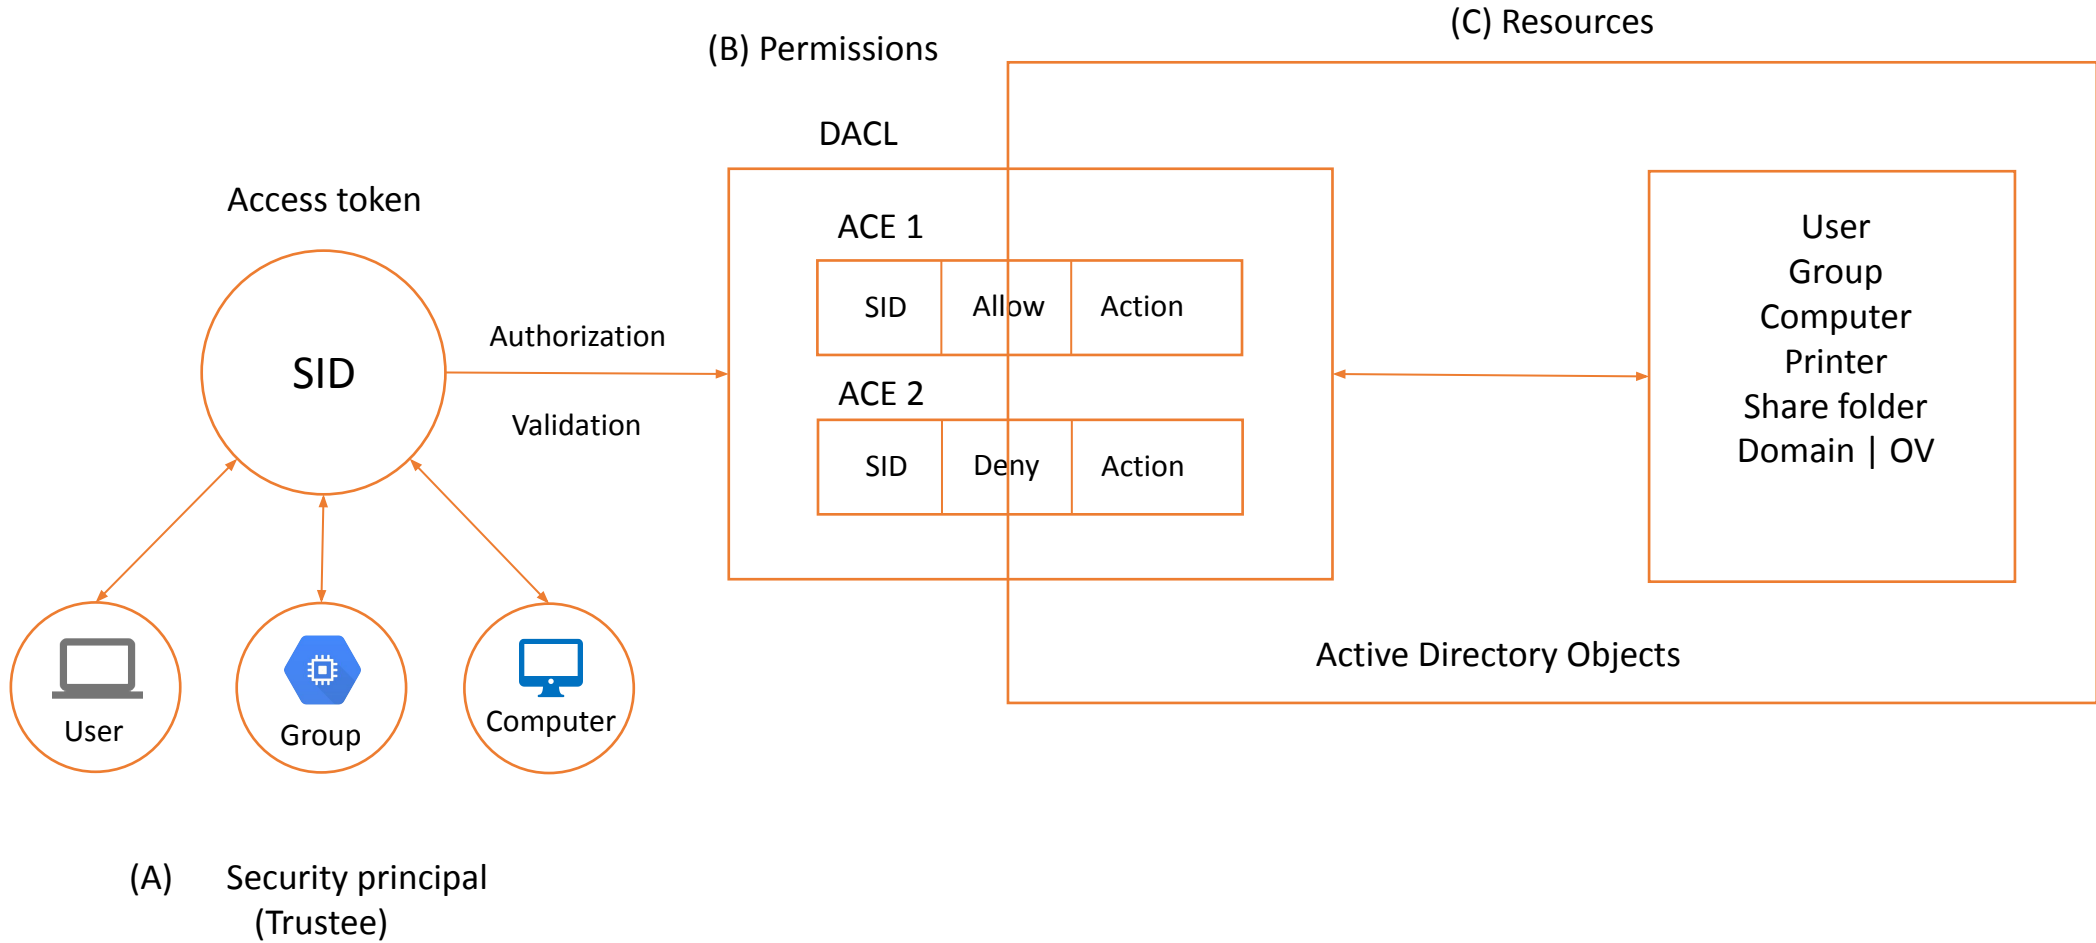 (C) Resources
(B) Permissions
DACL
Access token
ACE 1
SID Allow Action
ACE 2
SID Deny Action
SID
Authorization
Validation
User
Group
Computer
Printer
Share folder
Domain | OV
Active Directory Objects
User
Group
Computer
(A) Security principal
(Trustee)